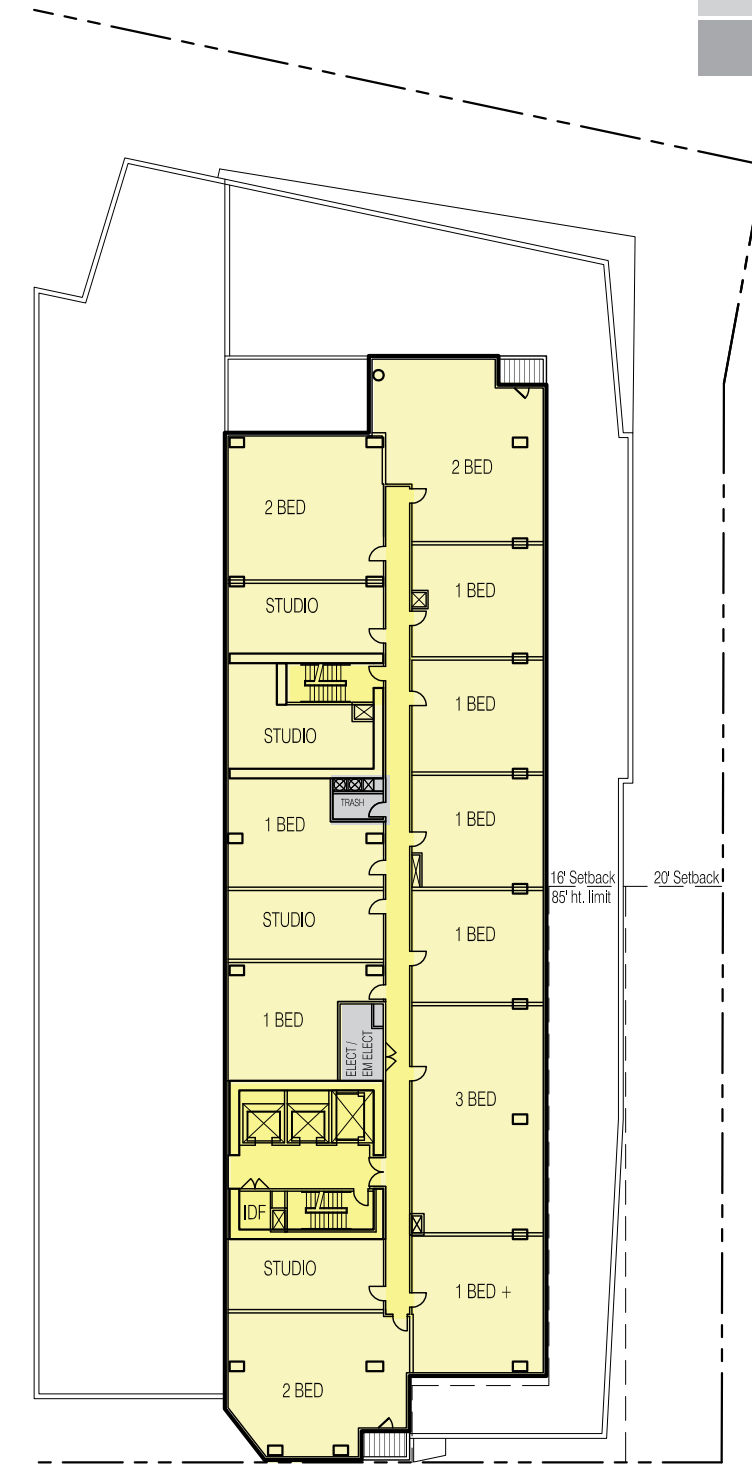 2 BED
2 BED
1 BED
STUDIO
1 BED
STUDIO
TRASH
1 BED
1 BED
16' Setback
20' Setback
85' ht. limit
STUDIO
1 BED
1 BED
ELECT /
EM ELECT
3 BED
IDF
STUDIO
1 BED +
2 BED